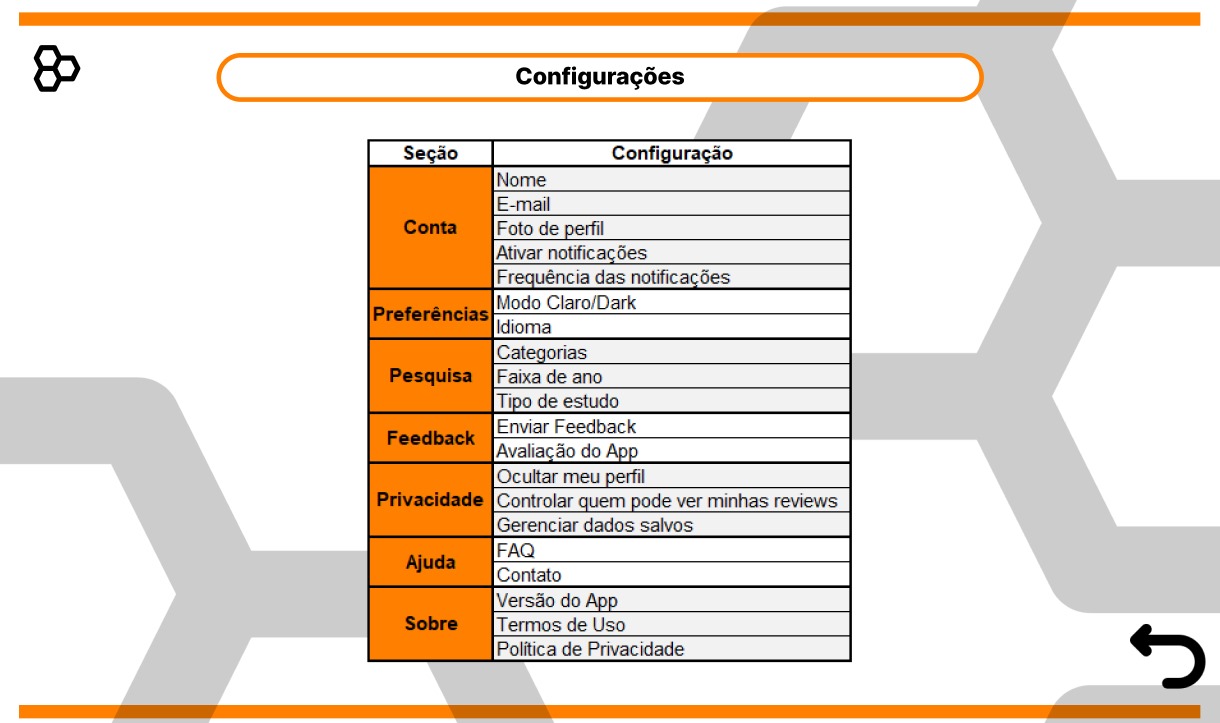 Configurações
Seção Configuração
Conta
Nome
E-mail
Foto de perfil
Ativar notificações
Frequência das notificações
Preferências
Modo Claro/Dark
Idioma
Pesquisa
Categorias
Faixa de ano
Tipo de estudo
Feedback
Enviar Feedback
Avaliação do App
Privacidade
Ocultar meu perfil
Controlar quem pode ver minhas reviews
Gerenciar dados salvos
Ajuda
FAQ
Contato
Sobre
Versão do App
Termos de Uso
Política de Privacidade